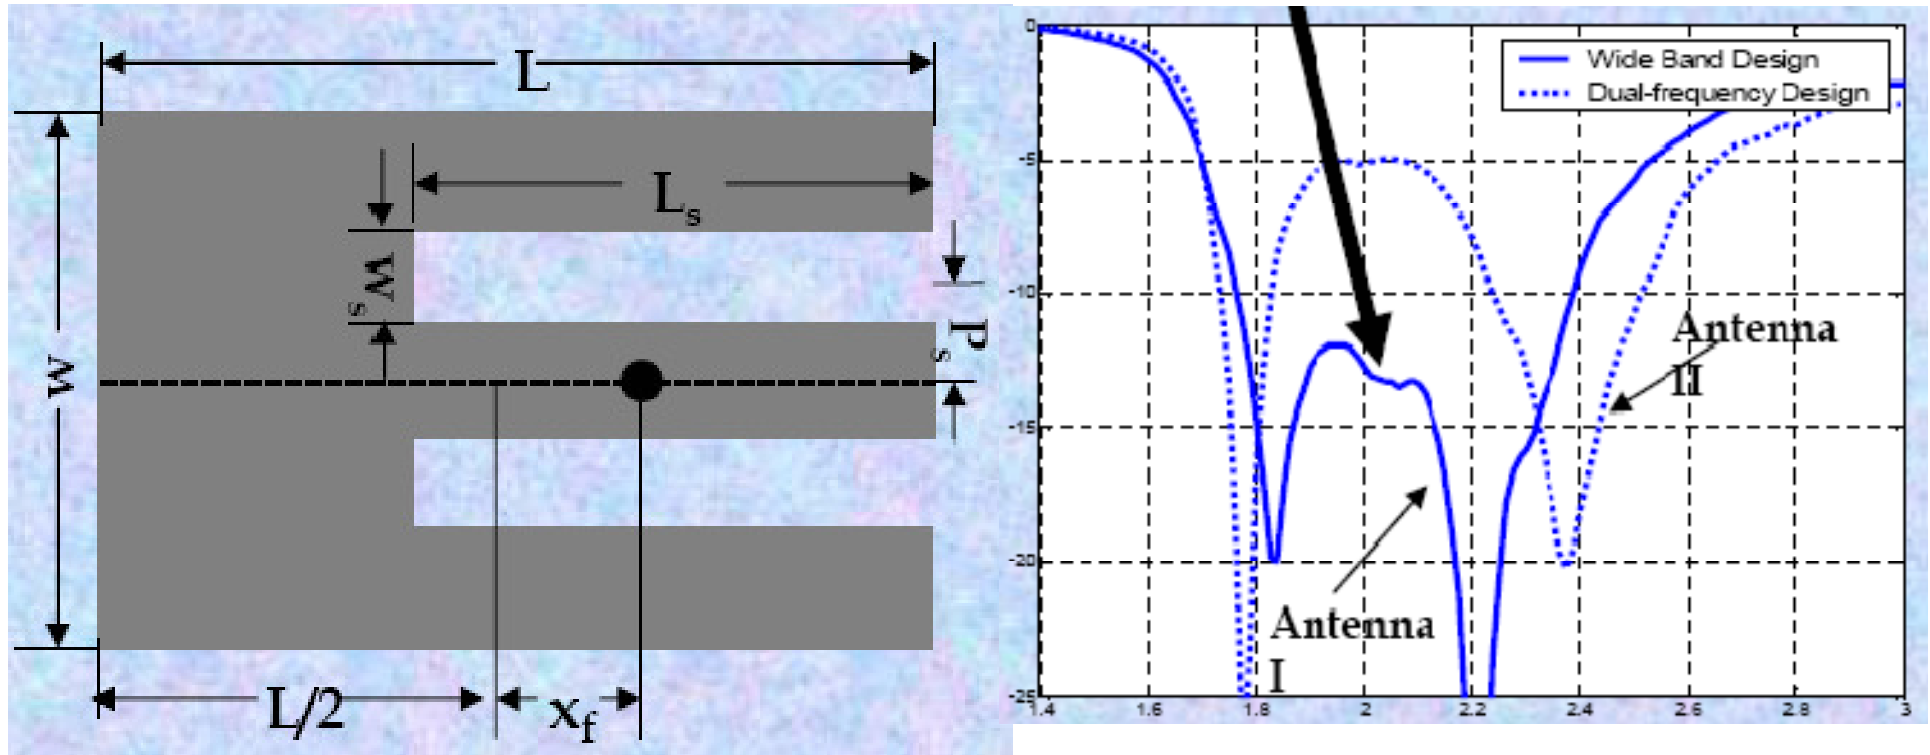 L
Ls
Ws
Ps
W
L/2
xf
0
-5
-10
-15
-20
-25
1.4
1.6
1.8
2
2.2
2.4
2.6
2.8
3
Wide Band Design
Dual-frequency Design
Antenna
II
Antenna
I